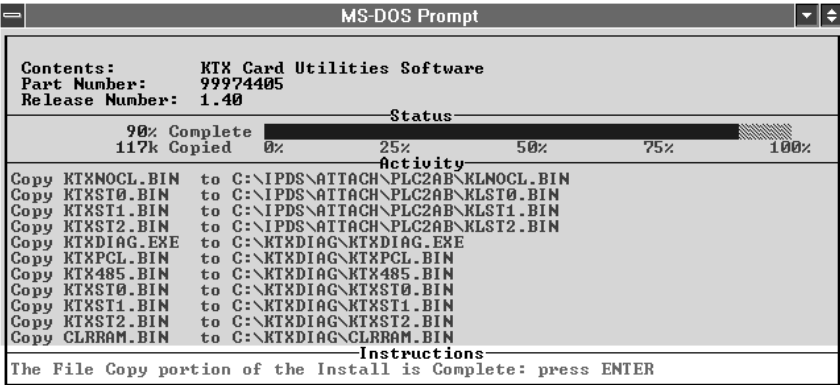 MS-DOS Prompt
Contents: KTX Card Utilities Software
Part Number: 99974405
Release Number: 1.40
Status
90% Complete
117k Copied 0% 25% 50% 75% 100%
Activity
Copy KTXNOCL.BIN to C:\IPDS\ATTACH\PLC2AB\KLNOCL.BIN
Copy KTXST0.BIN to C:\IPDS\ATTACH\PLC2AB\KLST0.BIN
Copy KTXST1.BIN to C:\IPDS\ATTACH\PLC2AB\KLST1.BIN
Copy KTXST2.BIN to C:\IPDS\ATTACH\PLC2AB\KLST2.BIN
Copy KTXDIAG.EXE to C:\KTXDIAG\KTXDIAG.EXE
Copy KTXPCL.BIN to C:\KTXDIAG\KTXPCL.BIN
Copy KTX485.BIN to C:\KTXDIAG\KTX485.BIN
Copy KTXST0.BIN to C:\KTXDIAG\KTXST0.BIN
Copy KTXST1.BIN to C:\KTXDIAG\KTXST1.BIN
Copy KTXST2.BIN to C:\KTXDIAG\KTXST2.BIN
Copy CLRRAM.BIN to C:\KTXDIAG\CLRRAM.BIN
Instructions
The File Copy portion of the Install is Complete: press ENTER